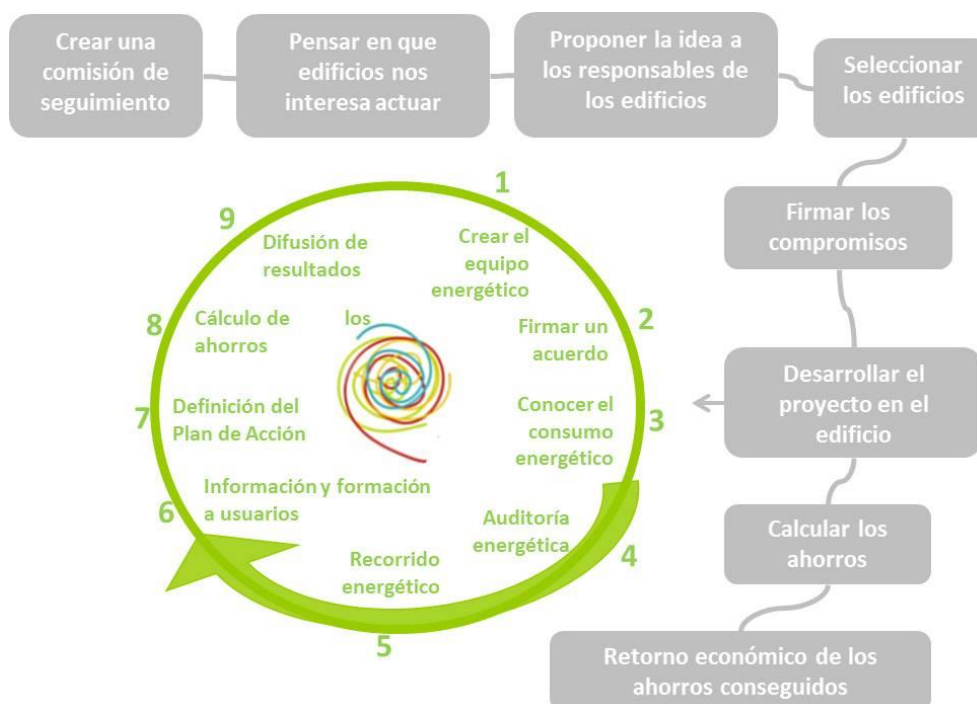 Crear una
comisión de
seguimiento
Pensar en que
edificios nos
interesa actuar
Proponer la idea a
los responsables de
los edificios
Seleccionar
los edificios
Firmar los
compromisos
Desarrollar el
proyecto en el
edificio
Calcular los
ahorros
Retorno económico de los
ahorros conseguidos
1
Crear el
equipo
energético
2
Firmar un
acuerdo
3
Conocer el
consumo
energético
4
Auditoría
energética
5
Recorrido
energético
6
Información y formación
a usuarios
7
Definición del
Plan de Acción
8
Cálculo de los
ahorros
9
Difusión de
resultados